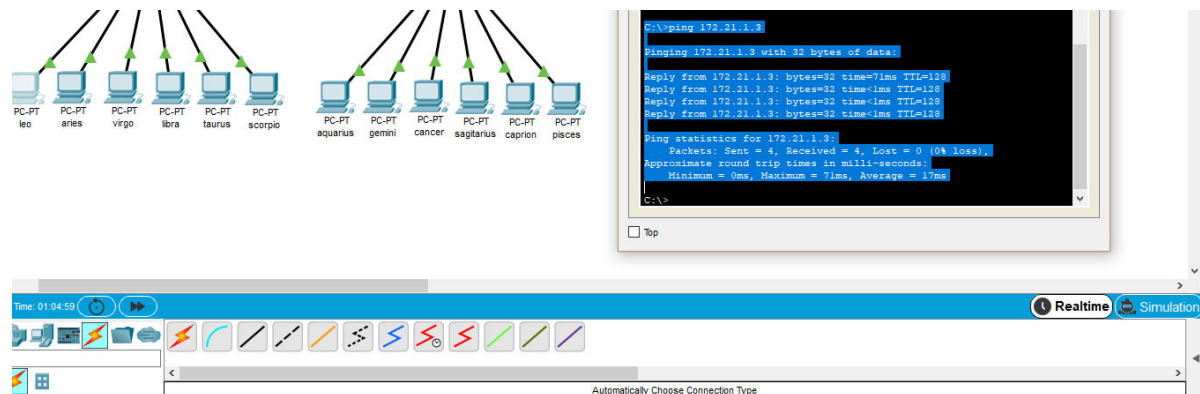 C:\>ping 172.21.1.3
Pinging 172.21.1.3 with 32 bytes of data:
Reply from 172.21.1.3: bytes=32 time=71ms TTL=128
Reply from 172.21.1.3: bytes=32 time<1ms TTL=128
Reply from 172.21.1.3: bytes=32 time<1ms TTL=128
Reply from 172.21.1.3: bytes=32 time<1ms TTL=128
Ping statistics for 172.21.1.3:
Packets: Sent = 4, Received = 4, Lost = 0 (0% loss),
Approximate round trip times in milli-seconds:
Minimum = 0ms, Maximum = 71ms, Average = 17ms
C:\>
Top
PC-PT
leo
PC-PT
aries
PC-PT
virgo
PC-PT
libra
PC-PT
taurus
PC-PT
scorpio
PC-PT
aquarius
PC-PT
gemini
PC-PT
cancer
PC-PT
sagitarius
PC-PT
caprion
PC-PT
pisces
Time: 01:04:59
Realtime
Simulation
Automatically Choose Connection Type